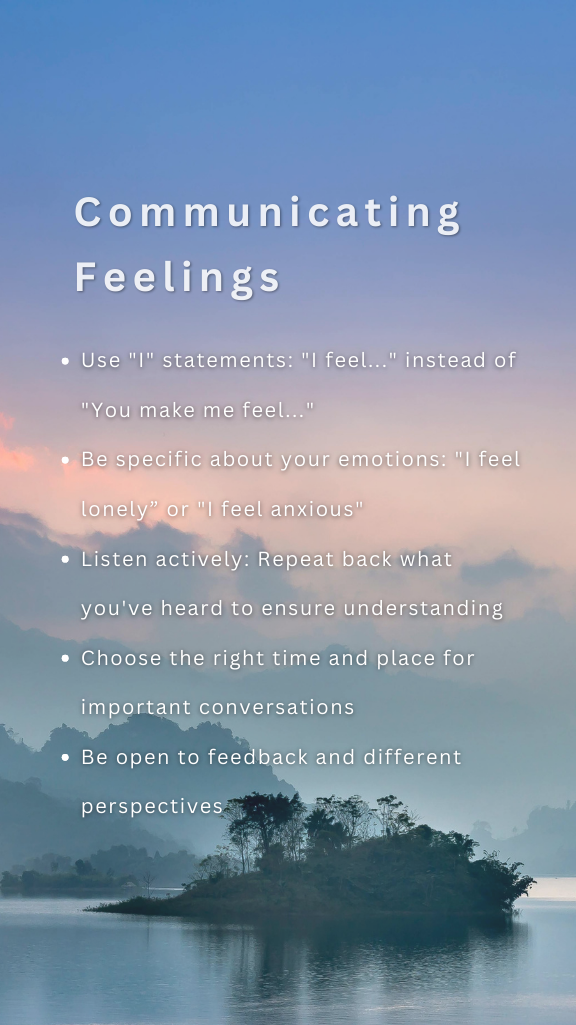 Communicating
Feelings
• Use "I" statements: "I feel..." instead of
"You make me feel..."
• Be specific about your emotions: "I feel
lonely” or "I feel anxious"
• Listen actively: Repeat back what
you've heard to ensure understanding
• Choose the right time and place for
important conversations
• Be open to feedback and different
perspectives